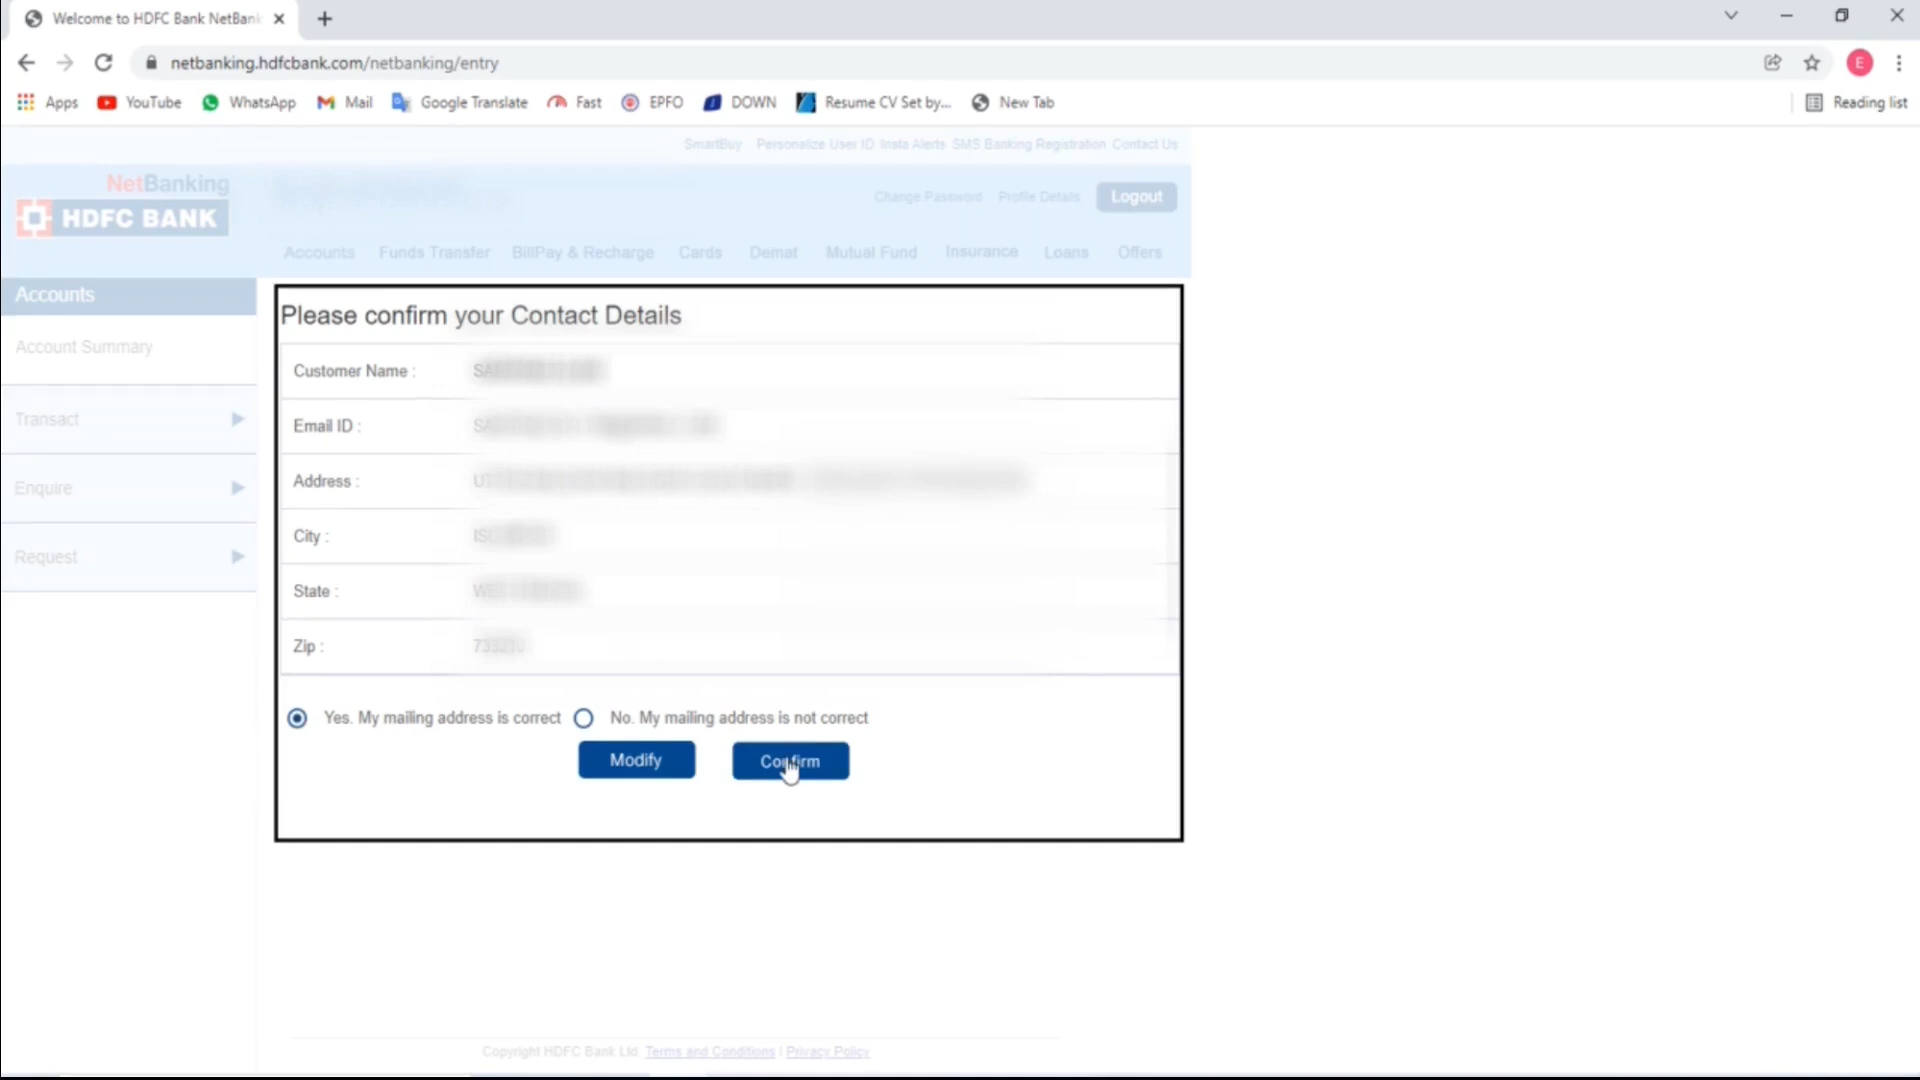 Welcome to HDFC Bank NetBank
netbanking.hdfcbank.com/netbanking/entry
E
Apps YouTube WhatsApp Mail Google Translate Fast EPFO DOWN Resume CV Set by... New Tab Reading list
SmartBuy Personalize User ID Insta Alerts SMS Banking Registration Contact Us
NetBanking
HDFC BANK
Change Password Profile Details Logout
Accounts Funds Transfer BillPay & Recharge Cards Demat Mutual Fund Insurance Loans Offers
Accounts
Account Summary
Transact
Enquire
Request
Please confirm your Contact Details
Customer Name :
Email ID :
Address :
City :
State :
Zip :
Yes. My mailing address is correct No. My mailing address is not correct
Modify Confirm
Copyright HDFC Bank Ltd. Terms and Conditions | Privacy Policy